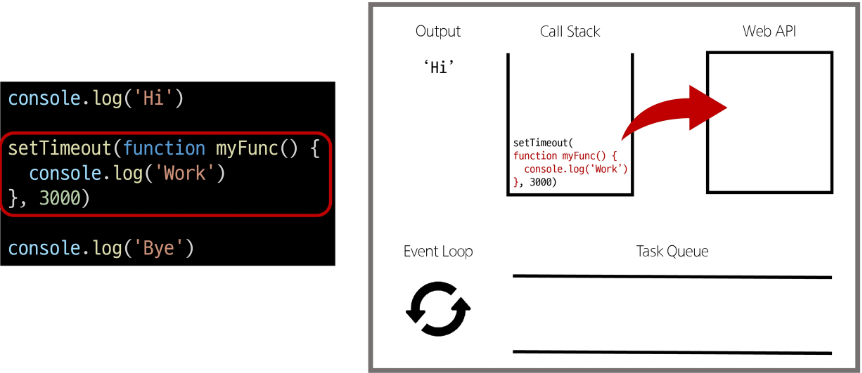 console.log('Hi')
setTimeout(function myFunc() {
  console.log('Work')
}, 3000)
console.log('Bye')
Output
Call Stack
Web API
‘Hi’
setTimeout(
function myFunc() {
  console.log(‘Work’)
}, 3000)
Event Loop
Task Queue